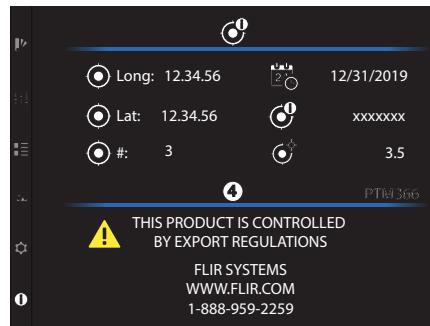 Long: 12.34.56 12/31/2019
Lat: 12.34.56 xxxxxxx
#: 3 3.5
4
PTM366
THIS PRODUCT IS CONTROLLED
BY EXPORT REGULATIONS
FLIR SYSTEMS
WWW.FLIR.COM
1-888-959-2259